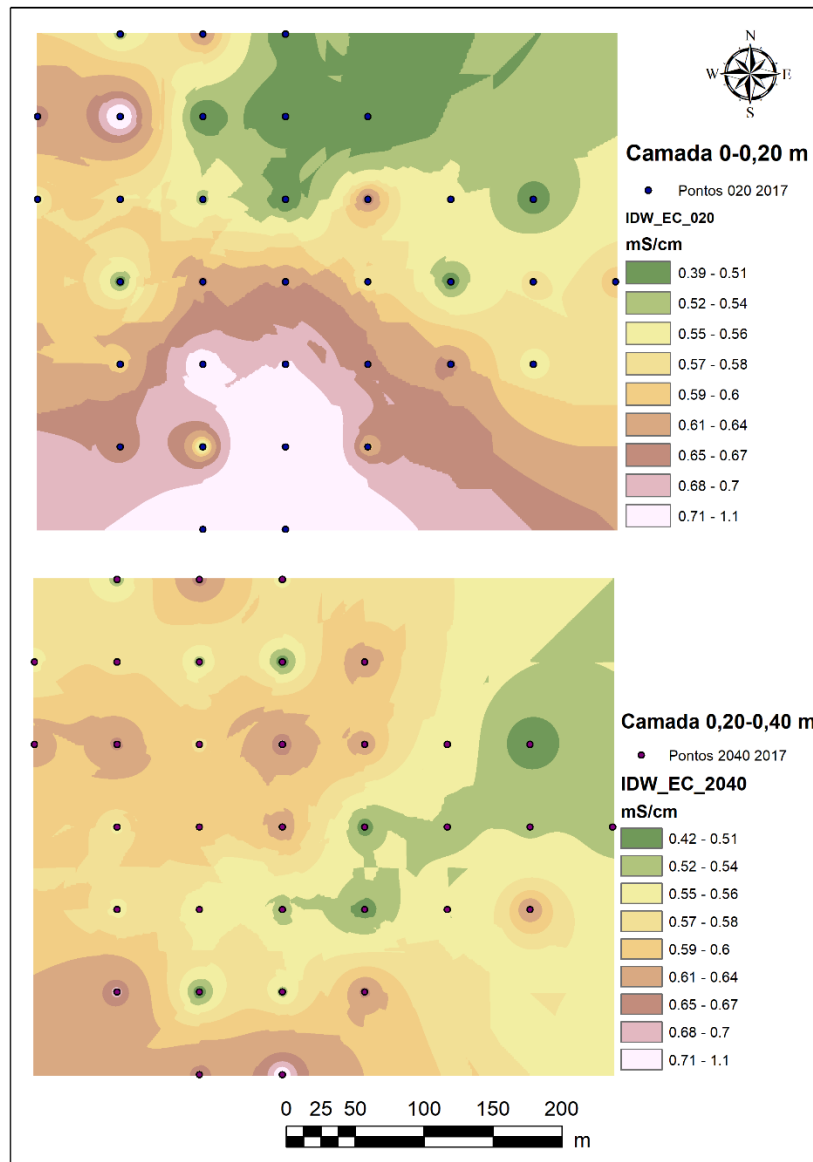 N
W E
S
Camada 0-0,20 m
Pontos 020 2017
IDW_EC_020
mS/cm
0.39 - 0.51
0.52 - 0.54
0.55 - 0.56
0.57 - 0.58
0.59 - 0.6
0.61 - 0.64
0.65 - 0.67
0.68 - 0.7
0.71 - 1.1
Camada 0,20-0,40 m
Pontos 2040 2017
IDW_EC_2040
mS/cm
0.42 - 0.51
0.52 - 0.54
0.55 - 0.56
0.57 - 0.58
0.59 - 0.6
0.61 - 0.64
0.65 - 0.67
0.68 - 0.7
0.71 - 1.1
0 25 50 100 150 200
m